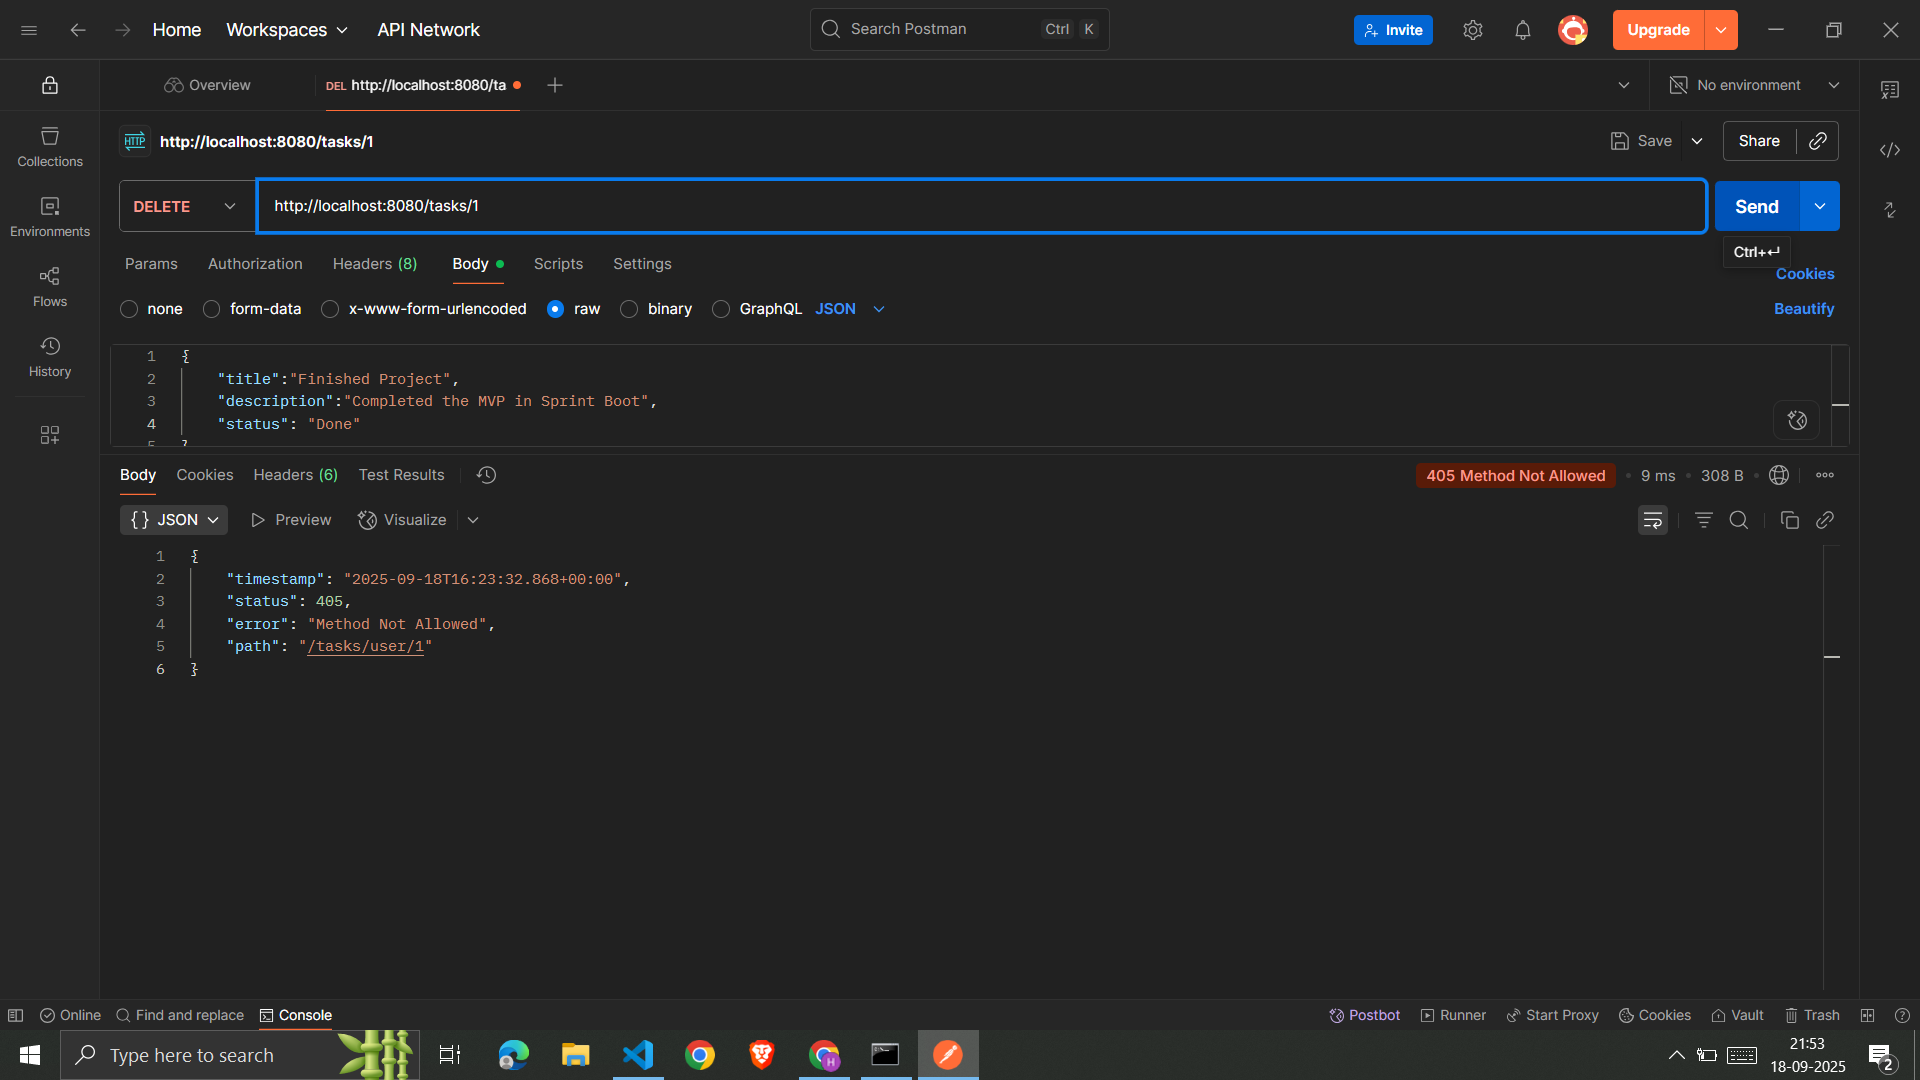 Home Workspaces API Network Search Postman Ctrl K Invite Upgrade
Overview DEL http://localhost:8080/ta No environment
HTTP http://localhost:8080/tasks/1 Save Share
Collections
DELETE http://localhost:8080/tasks/1 Send
Environments
Ctrl+↵
Params Authorization Headers (8) Body Scripts Settings Cookies
Flows
none form-data x-www-form-urlencoded raw binary GraphQL JSON Beautify
History
1 {
2 "title":"Finished Project",
3 "description":"Completed the MVP in Sprint Boot",
4 "status": "Done"
5 }
Body Cookies Headers (6) Test Results 405 Method Not Allowed • 9 ms • 308 B
{} JSON Preview Visualize
1 {
2 "timestamp": "2025-09-18T16:23:32.868+00:00",
3 "status": 405,
4 "error": "Method Not Allowed",
5 "path": "/tasks/user/1"
6 }
Online Find and replace Console Postbot Runner Start Proxy Cookies Vault Trash
Type here to search H 21:53
18-09-2025 2